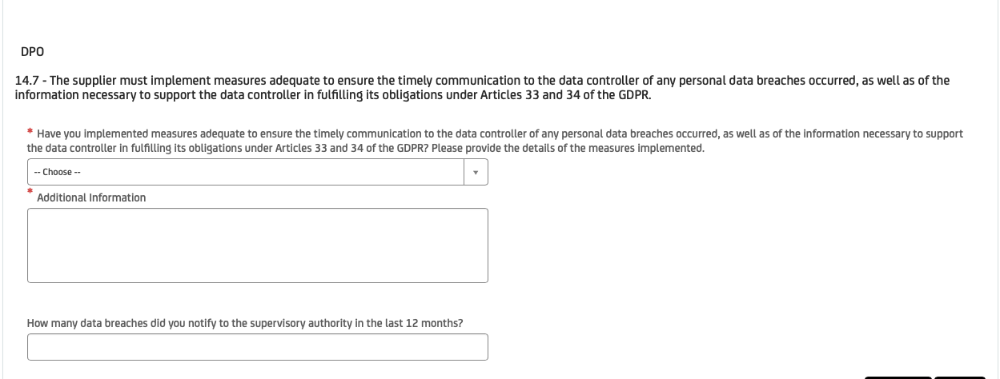 DPO
14.7 - The supplier must implement measures adequate to ensure the timely communication to the data controller of any personal data breaches occurred, as well as of the
information necessary to support the data controller in fulfilling its obligations under Articles 33 and 34 of the GDPR.
* Have you implemented measures adequate to ensure the timely communication to the data controller of any personal data breaches occurred, as well as of the information necessary to support
the data controller in fulfilling its obligations under Articles 33 and 34 of the GDPR? Please provide the details of the measures implemented.
-- Choose --
* Additional Information
How many data breaches did you notify to the supervisory authority in the last 12 months?